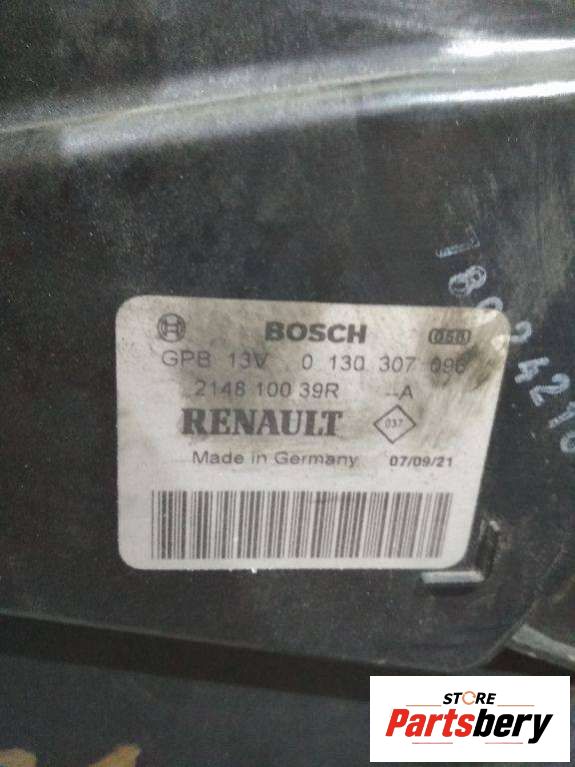 BOSCH
GPB 13V 0 130 307 096
2148 100 39R --A
RENAULT 037
Made in Germany 07/09/21
STORE
Partsbery